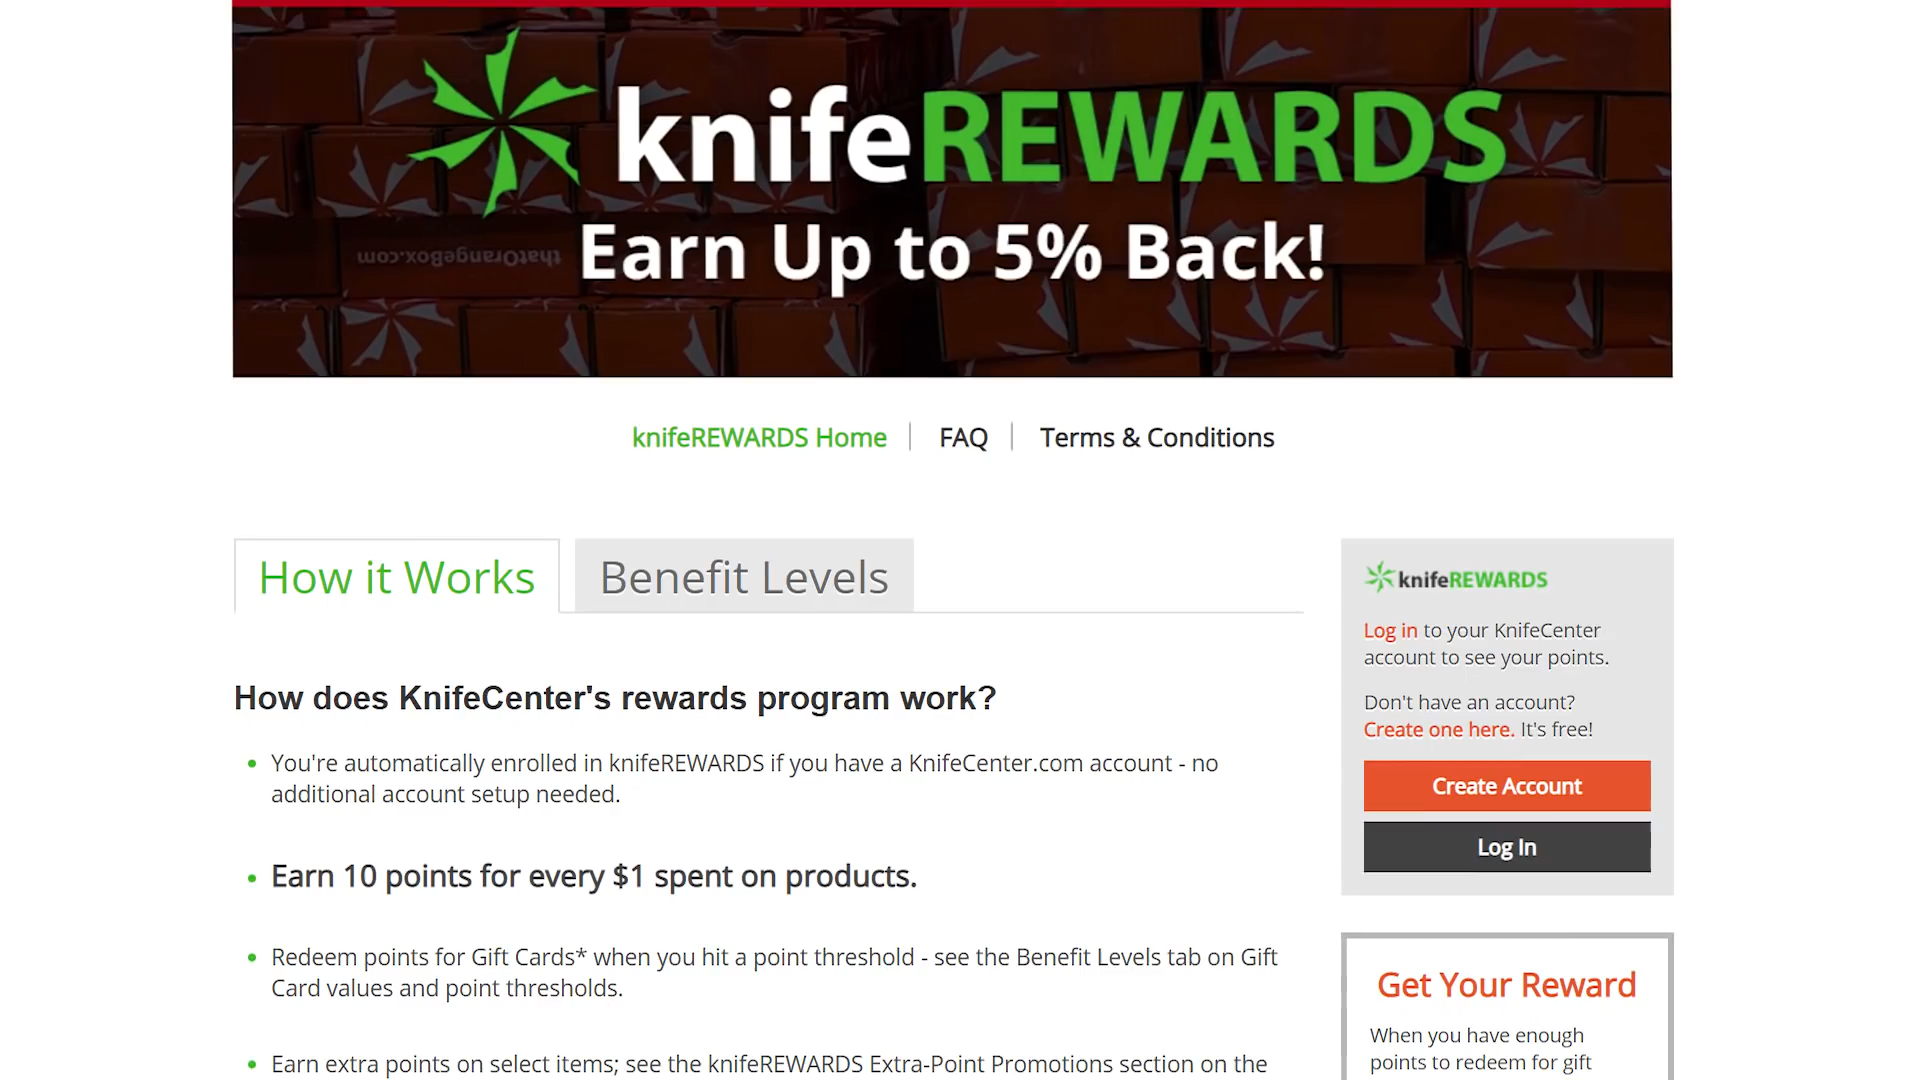 knifeREWARDS
Earn Up to 5% Back!
thatOrangeBox.com
knifeREWARDS Home
FAQ
Terms & Conditions
How it Works
Benefit Levels
How does KnifeCenter's rewards program work?
You're automatically enrolled in knifeREWARDS if you have a KnifeCenter.com account - no
additional account setup needed.
Earn 10 points for every $1 spent on products.
Redeem points for Gift Cards* when you hit a point threshold - see the Benefit Levels tab on Gift
Card values and point thresholds.
Earn extra points on select items; see the knifeREWARDS Extra-Point Promotions section on the
knifeREWARDS
Log in to your KnifeCenter
account to see your points.
Don't have an account?
Create one here. It's free!
Create Account
Log In
Get Your Reward
When you have enough
points to redeem for gift